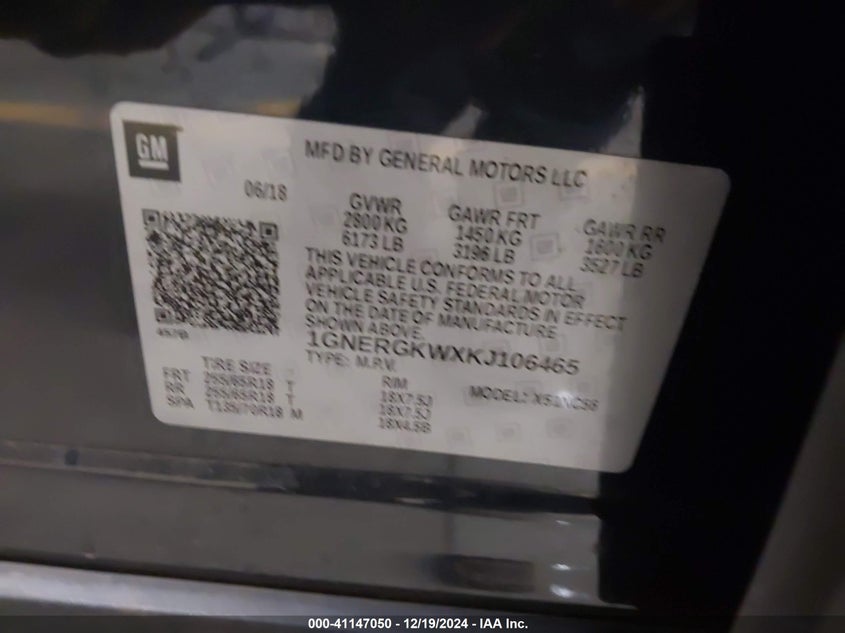 GM
MFD BY GENERAL MOTORS LLC
06/18
GVWR
2800 KG
6173 LB
GAWR FRT
1450 KG
3196 LB
GAWR RR
1600 KG
3527 LB
THIS VEHICLE CONFORMS TO ALL
APPLICABLE U.S. FEDERAL MOTOR
VEHICLE SAFETY STANDARDS IN EFFECT
ON THE DATE OF MANUFACTURE
SHOWN ABOVE.
1GNERGKWXKJ106465
TYPE: M.P.V.
MODEL:
TIRE SIZE
RIM
FRT 255/65R18 T 18X7.5J
RR 255/65R18 T 18X7.5J
SPA T135/70R18 M 18X4.5B
000-41147050 - 12/19/2024 - IAA Inc.